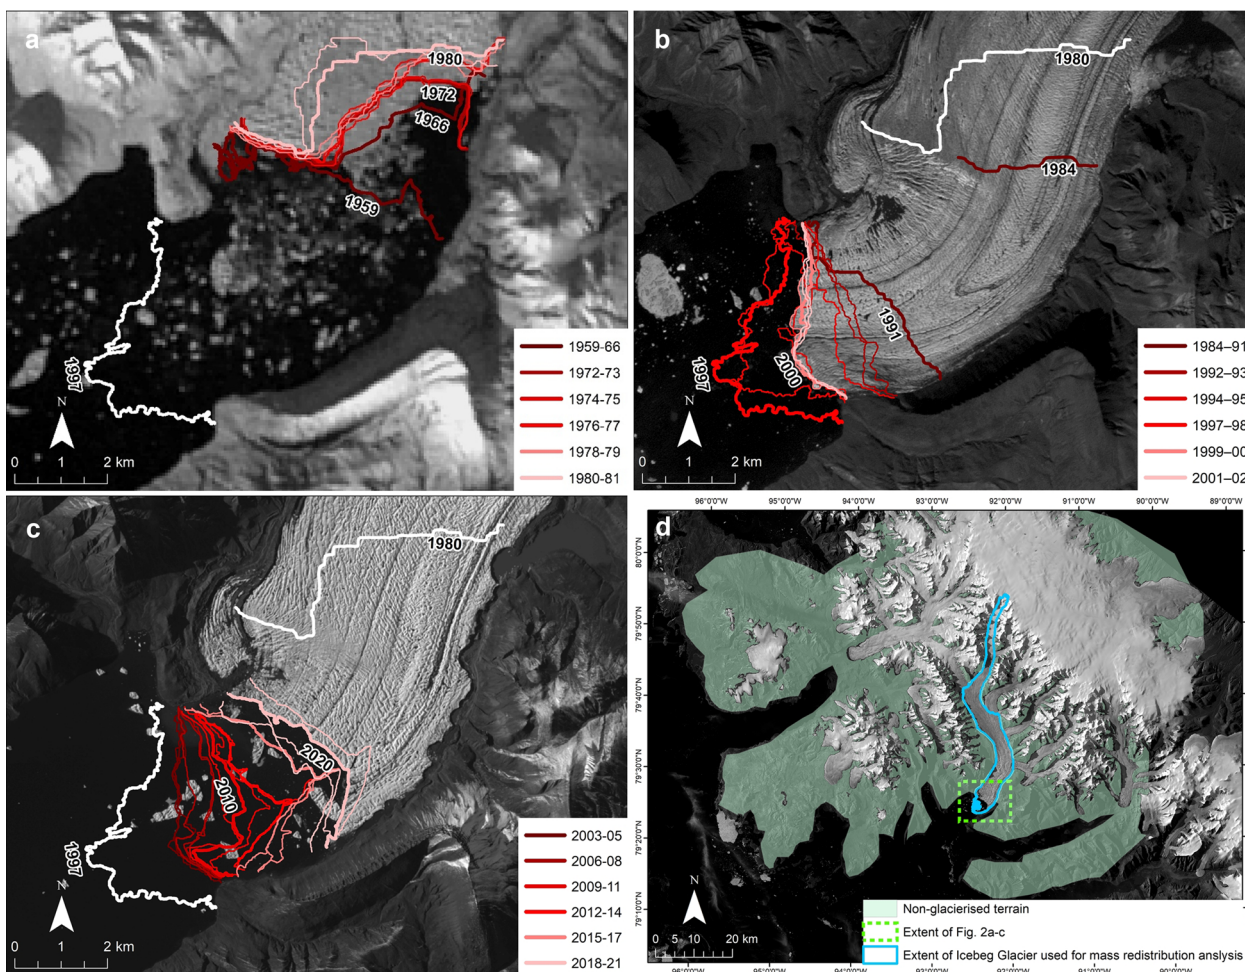 a
1980
1972
1966
1959
1997
N
0 1 2 km
1959-66
1972-73
1974-75
1976-77
1978-79
1980-81
b
1980
1984
1991
1997
2000
N
0 1 2 km
1984–91
1992–93
1994–95
1997–98
1999–00
2001–02
c
1980
2020
2010
1997
N
0 1 2 km
2003-05
2006-08
2009-11
2012-14
2015-17
2018-21
96°0'0"W 95°0'0"W 94°0'0"W 93°0'0"W 92°0'0"W 91°0'0"W 90°0'0"W 89°0'0"W
d
80°0'0"N
79°50'0"N
79°40'0"N
79°30'0"N
79°20'0"N
79°10'0"N
N
0 5 10 20 km
Non-glacierised terrain
Extent of Fig. 2a-c
Extent of Icebeg Glacier used for mass redistribution anslysis